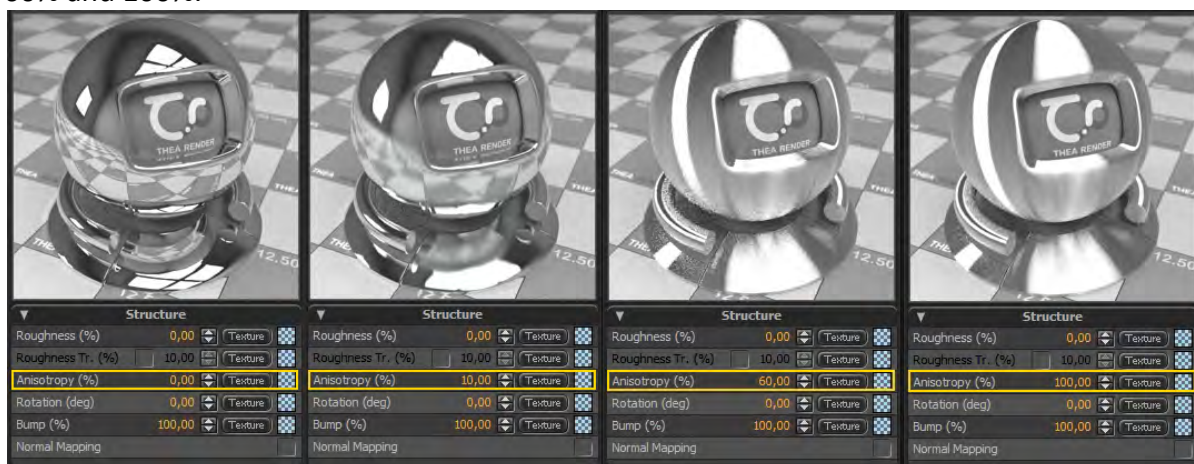 and 100%.
THEA RENDER
12.50
Structure
Roughness (%) 0,00 Texture
Roughness Tr. (%) 10,00 Texture
Anisotropy (%) 0,00 Texture
Rotation (deg) 0,00 Texture
Bump (%) 100,00 Texture
Normal Mapping
THEA RENDER
12.50
Structure
Roughness (%) 0,00 Texture
Roughness Tr. (%) 10,00 Texture
Anisotropy (%) 10,00 Texture
Rotation (deg) 0,00 Texture
Bump (%) 100,00 Texture
Normal Mapping
THEA RENDER
12.50
Structure
Roughness (%) 0,00 Texture
Roughness Tr. (%) 10,00 Texture
Anisotropy (%) 60,00 Texture
Rotation (deg) 0,00 Texture
Bump (%) 100,00 Texture
Normal Mapping
THEA RENDER
12.50
Structure
Roughness (%) 0,00 Texture
Roughness Tr. (%) 10,00 Texture
Anisotropy (%) 100,00 Texture
Rotation (deg) 0,00 Texture
Bump (%) 100,00 Texture
Normal Mapping